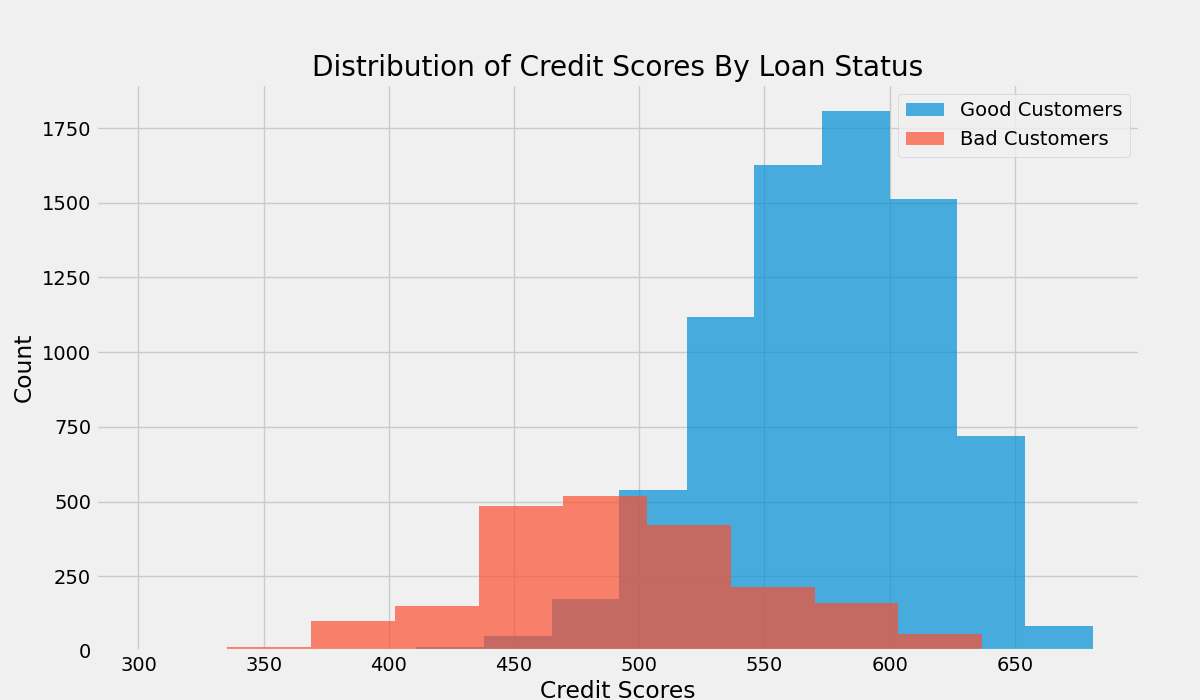 Distribution of Credit Scores By Loan Status
Good Customers
Bad Customers
1750
1500
1250
1000
750
500
250
0
Count
300 350 400 450 500 550 600 650
Credit Scores